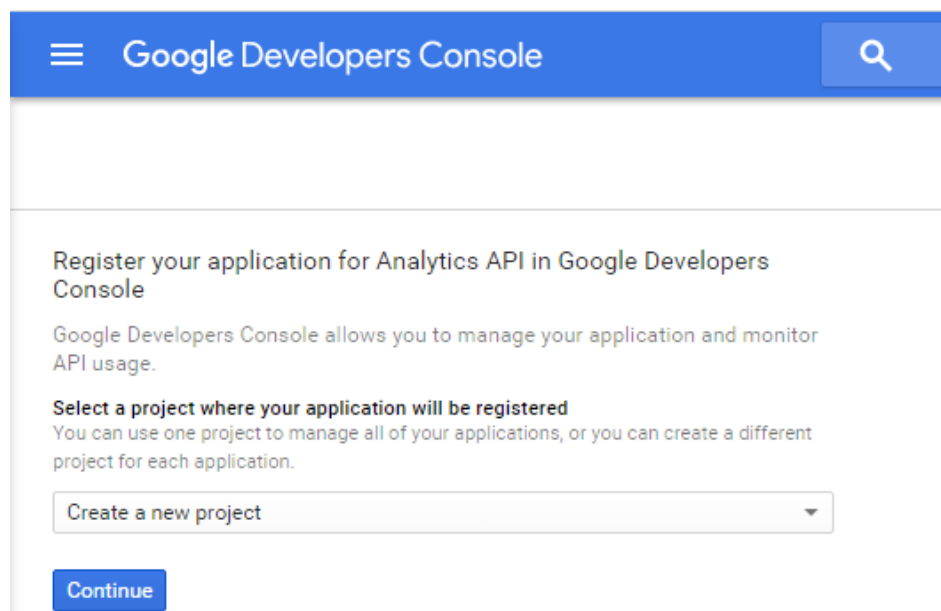 Google Developers Console
Register your application for Analytics API in Google Developers
Console
Google Developers Console allows you to manage your application and monitor
API usage.
Select a project where your application will be registered
You can use one project to manage all of your applications, or you can create a different
project for each application.
Create a new project
Continue